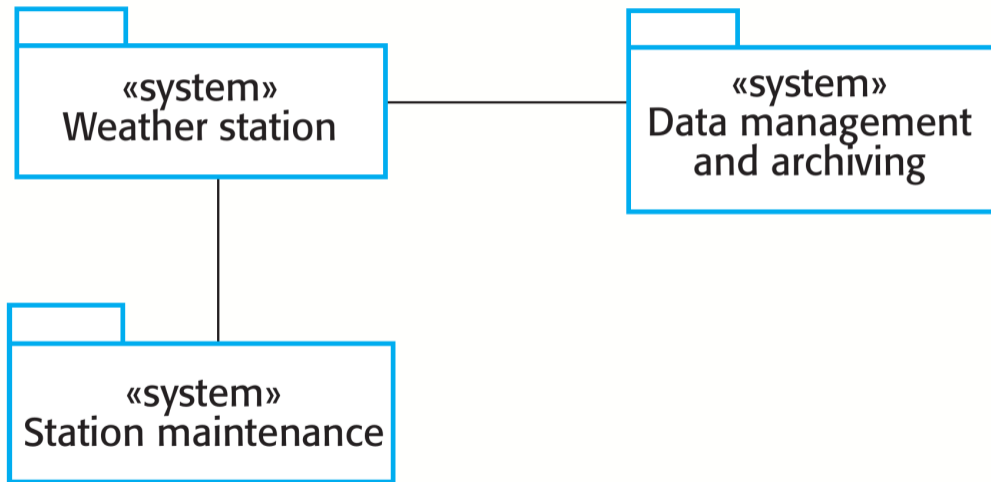 «system»
Weather station
«system»
Data management
and archiving
«system»
Station maintenance